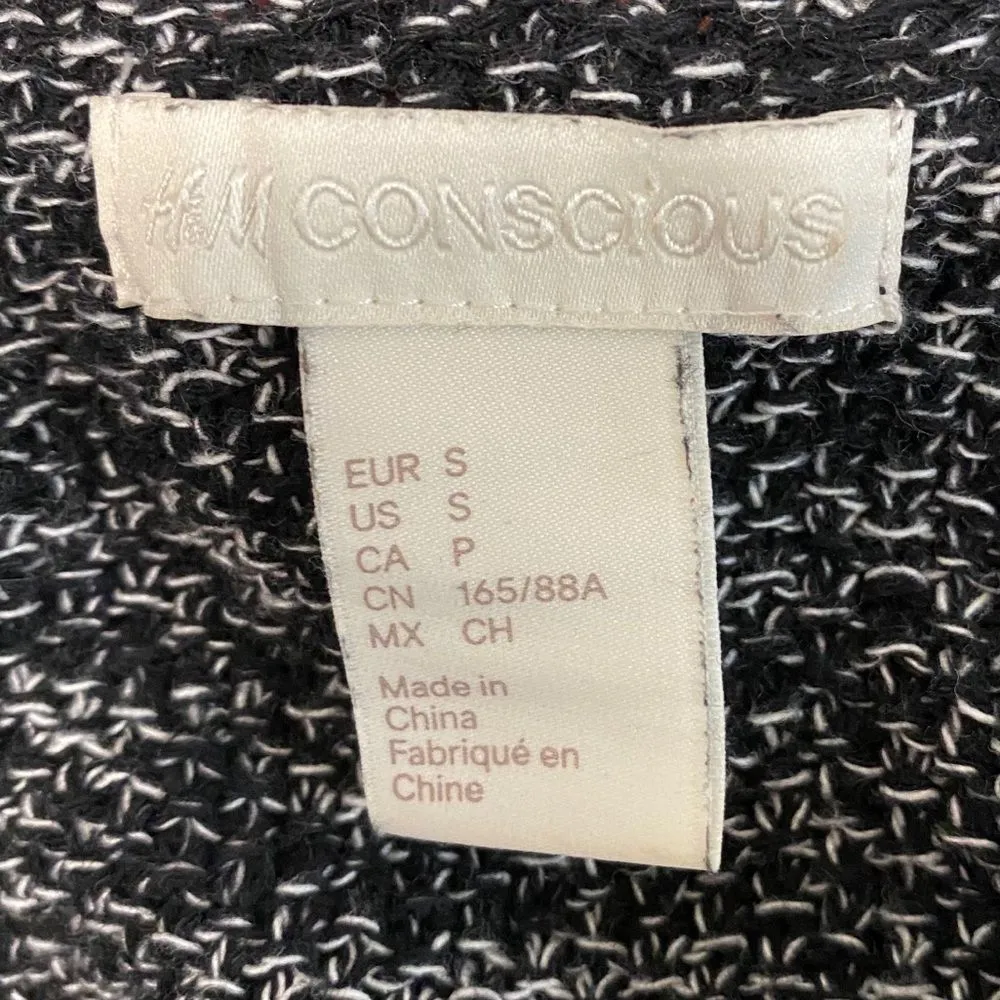 H&M CONSCIOUS
EUR S
US S
CA P
CN 165/88A
MX CH
Made in
China
Fabriqué en
Chine